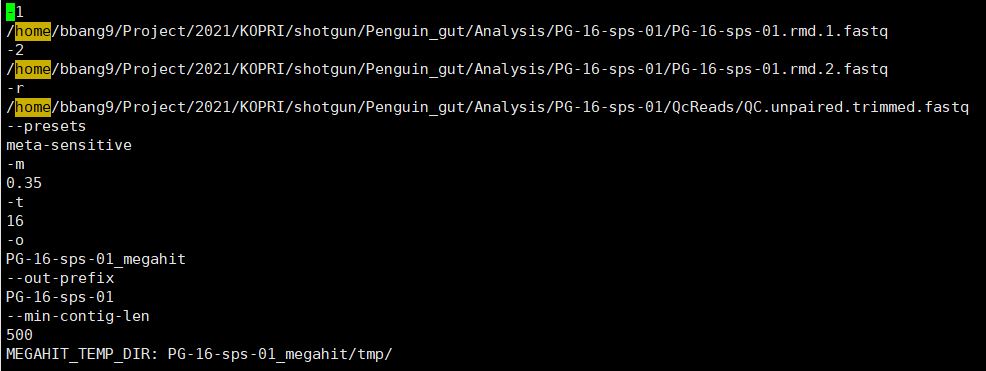 -1
/home/bbang9/Project/2021/KOPRI/shotgun/Penguin_gut/Analysis/PG-16-sps-01/PG-16-sps-01.rmd.1.fastq
-2
/home/bbang9/Project/2021/KOPRI/shotgun/Penguin_gut/Analysis/PG-16-sps-01/PG-16-sps-01.rmd.2.fastq
-r
/home/bbang9/Project/2021/KOPRI/shotgun/Penguin_gut/Analysis/PG-16-sps-01/QcReads/QC.unpaired.trimmed.fastq
--presets
meta-sensitive
-m
0.35
-t
16
-o
PG-16-sps-01_megahit
--out-prefix
PG-16-sps-01
--min-contig-len
500
MEGAHIT_TEMP_DIR: PG-16-sps-01_megahit/tmp/